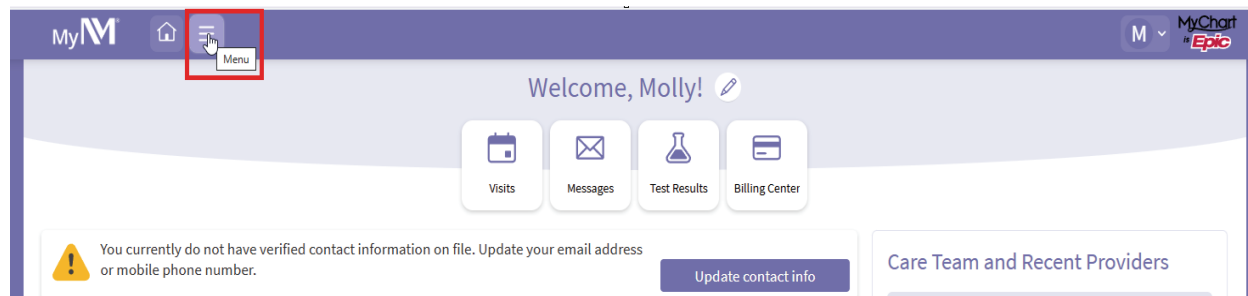 MyNM
Menu
M
MyChart
is Epic
Welcome, Molly!
Visits
Messages
Test Results
Billing Center
You currently do not have verified contact information on file. Update your email address
or mobile phone number.
Update contact info
Care Team and Recent Providers